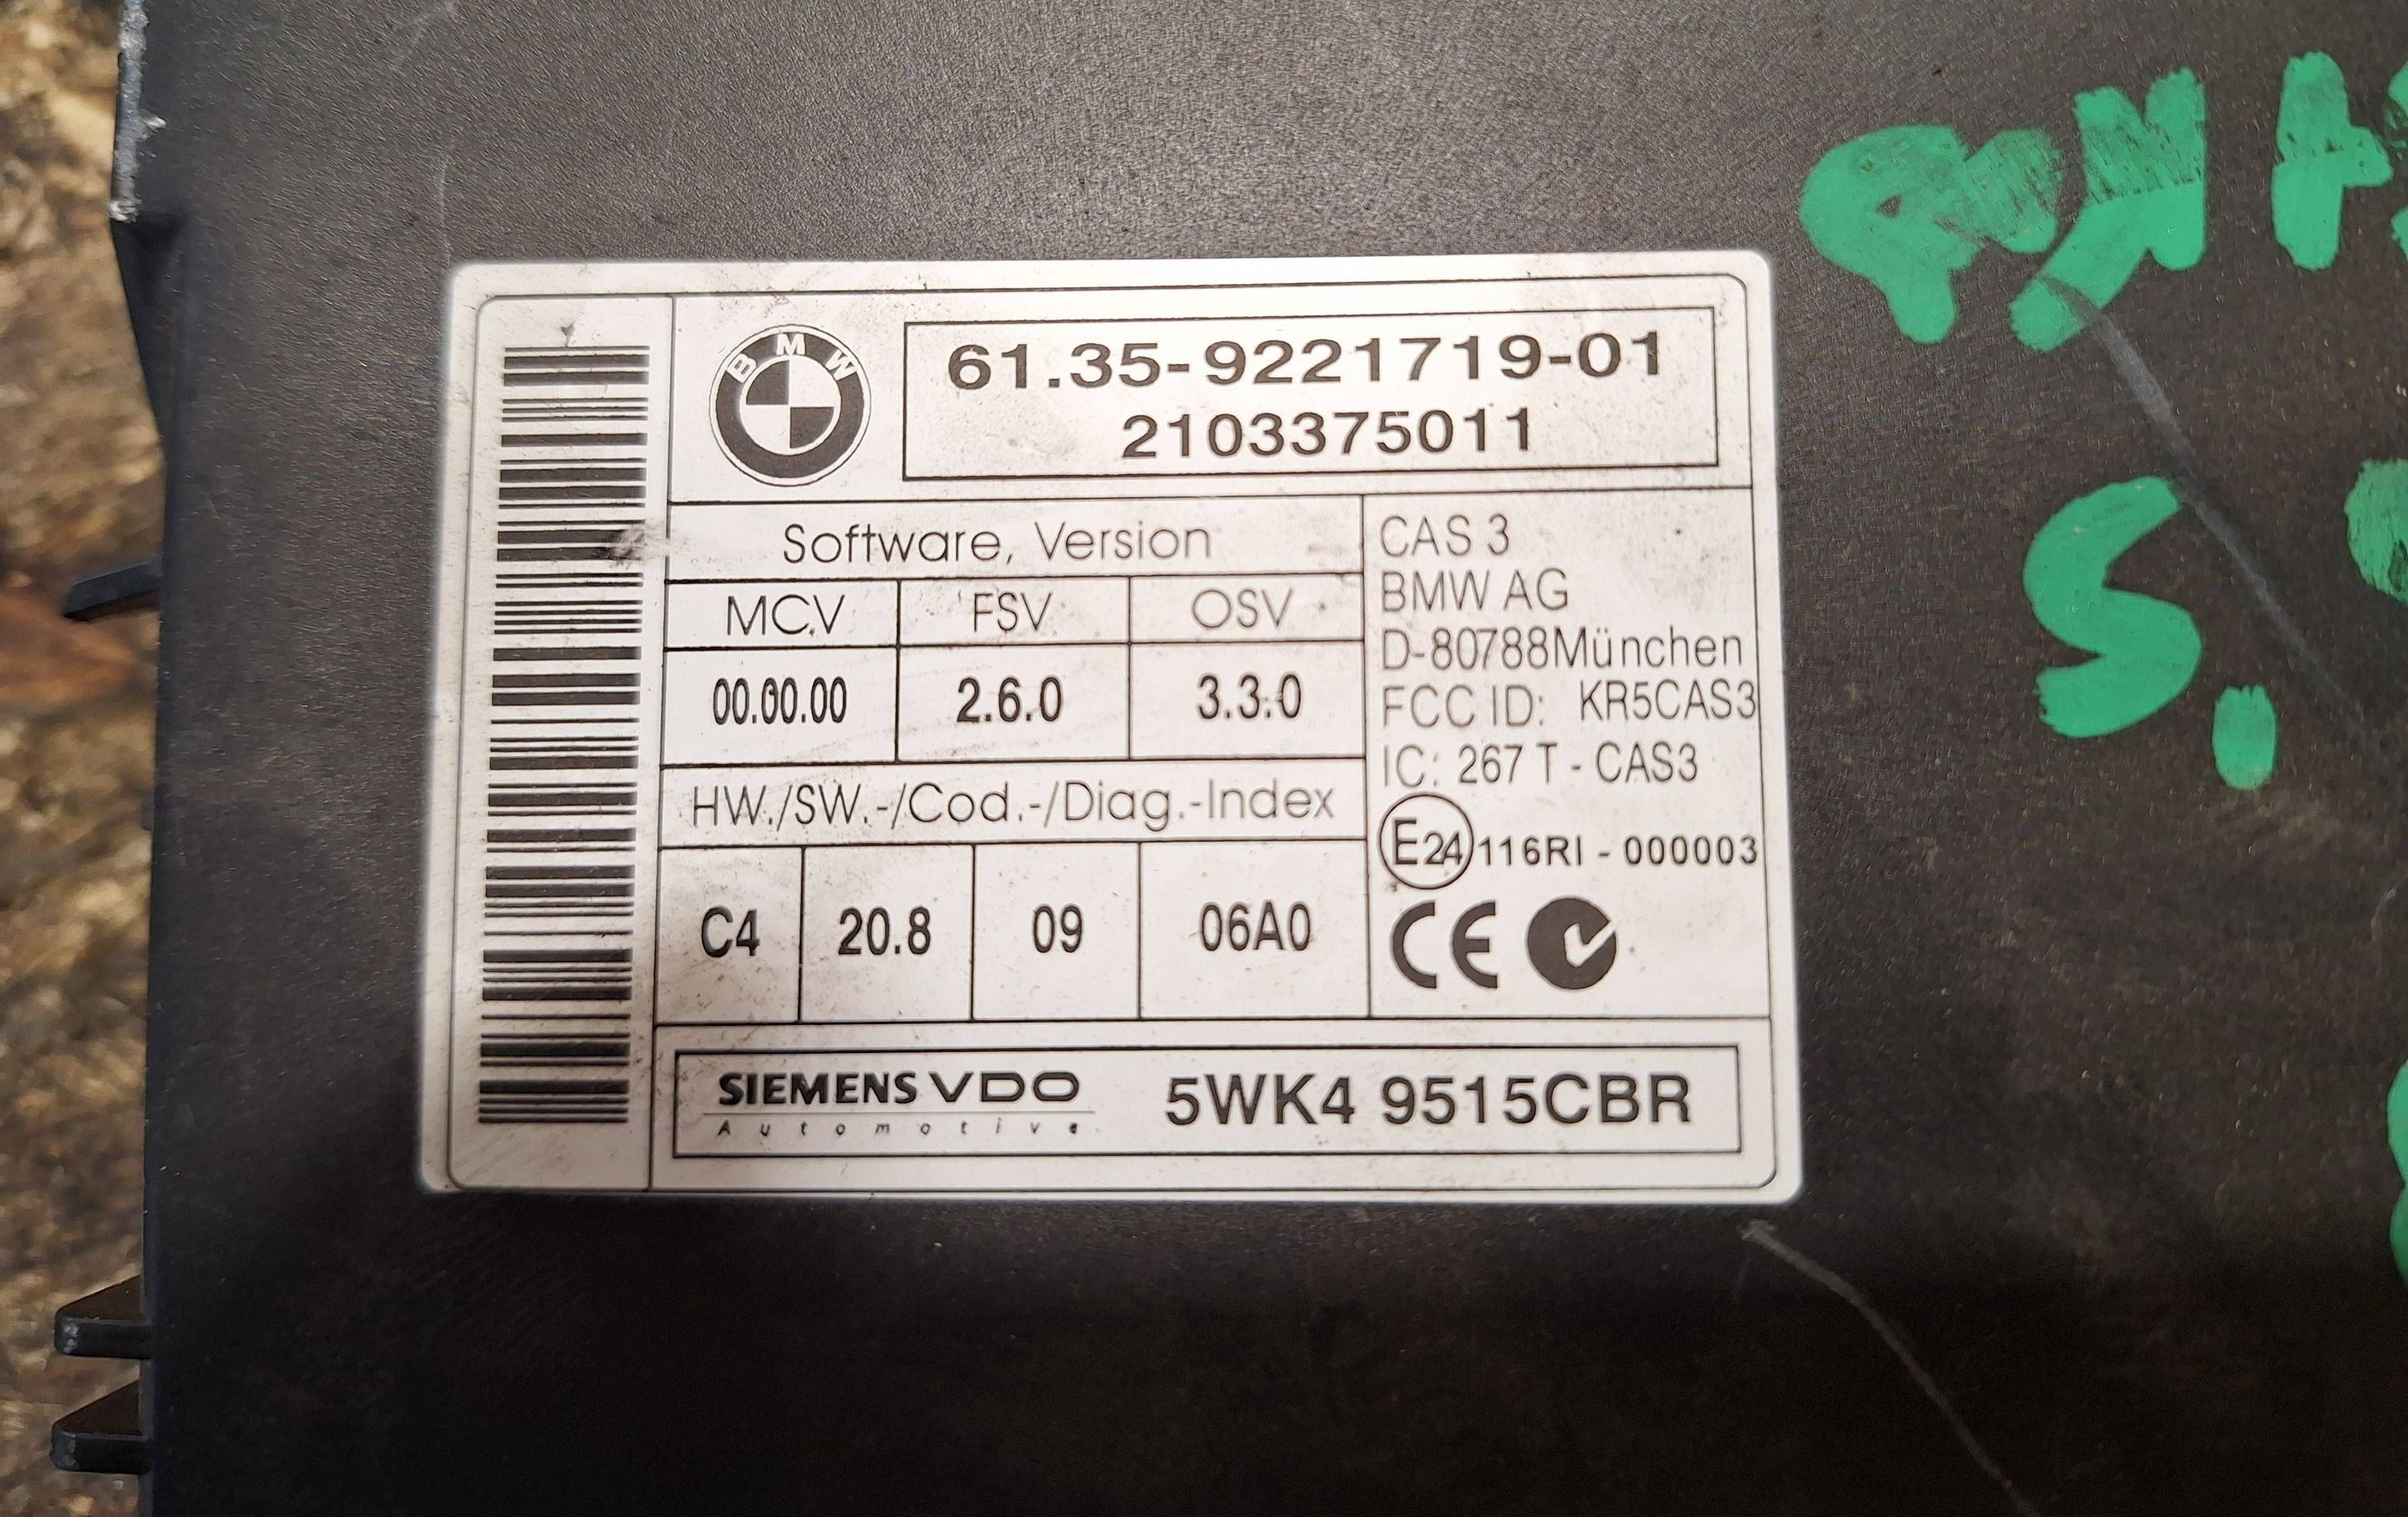 BMW
61.35-9221719-01
2103375011
Software, Version
MCV FSV OSV
00.00.00 2.6.0 3.3.0
HW./SW.-/Cod.-/Diag.-Index
C4 20.8 09 06A0
CAS 3
BMW AG
D-80788München
FCC ID: KR5CAS3
IC: 267 T - CAS3
E24 116RI - 000003
CE
SIEMENS VDO
Automotive
5WK4 9515CBR